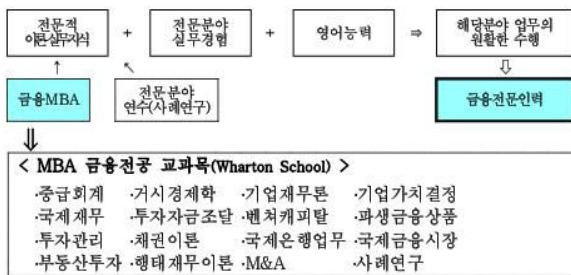 전문적 이론·실무지식 + 전문분야 실무경험 + 영어능력 ⇒ 해당분야 업무의 원활한 수행
↑ ↖ ⇩
금융MBA 전문분야 연수(사례연구) 금융전문인력
⇓
< MBA 금융전공 교과목(Wharton School) >
·중급회계 ·거시경제학 ·기업재무론 ·기업가치결정
·국제재무 ·투자자금조달 ·벤쳐캐피탈 ·파생금융상품
·투자관리 ·채권이론 ·국제은행업무 ·국제금융시장
·부동산투자 ·행태재무이론 ·M&A ·사례연구